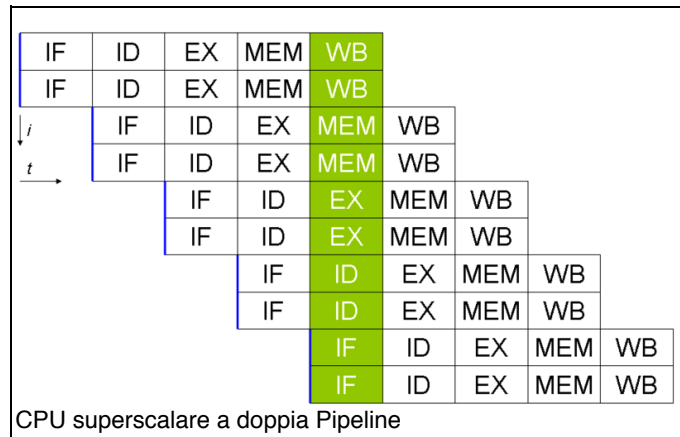 IF ID EX MEM WB
IF ID EX MEM WB
i IF ID EX MEM WB
t IF ID EX MEM WB
IF ID EX MEM WB
IF ID EX MEM WB
IF ID EX MEM WB
IF ID EX MEM WB
IF ID EX MEM WB
IF ID EX MEM WB
CPU superscalare a doppia Pipeline